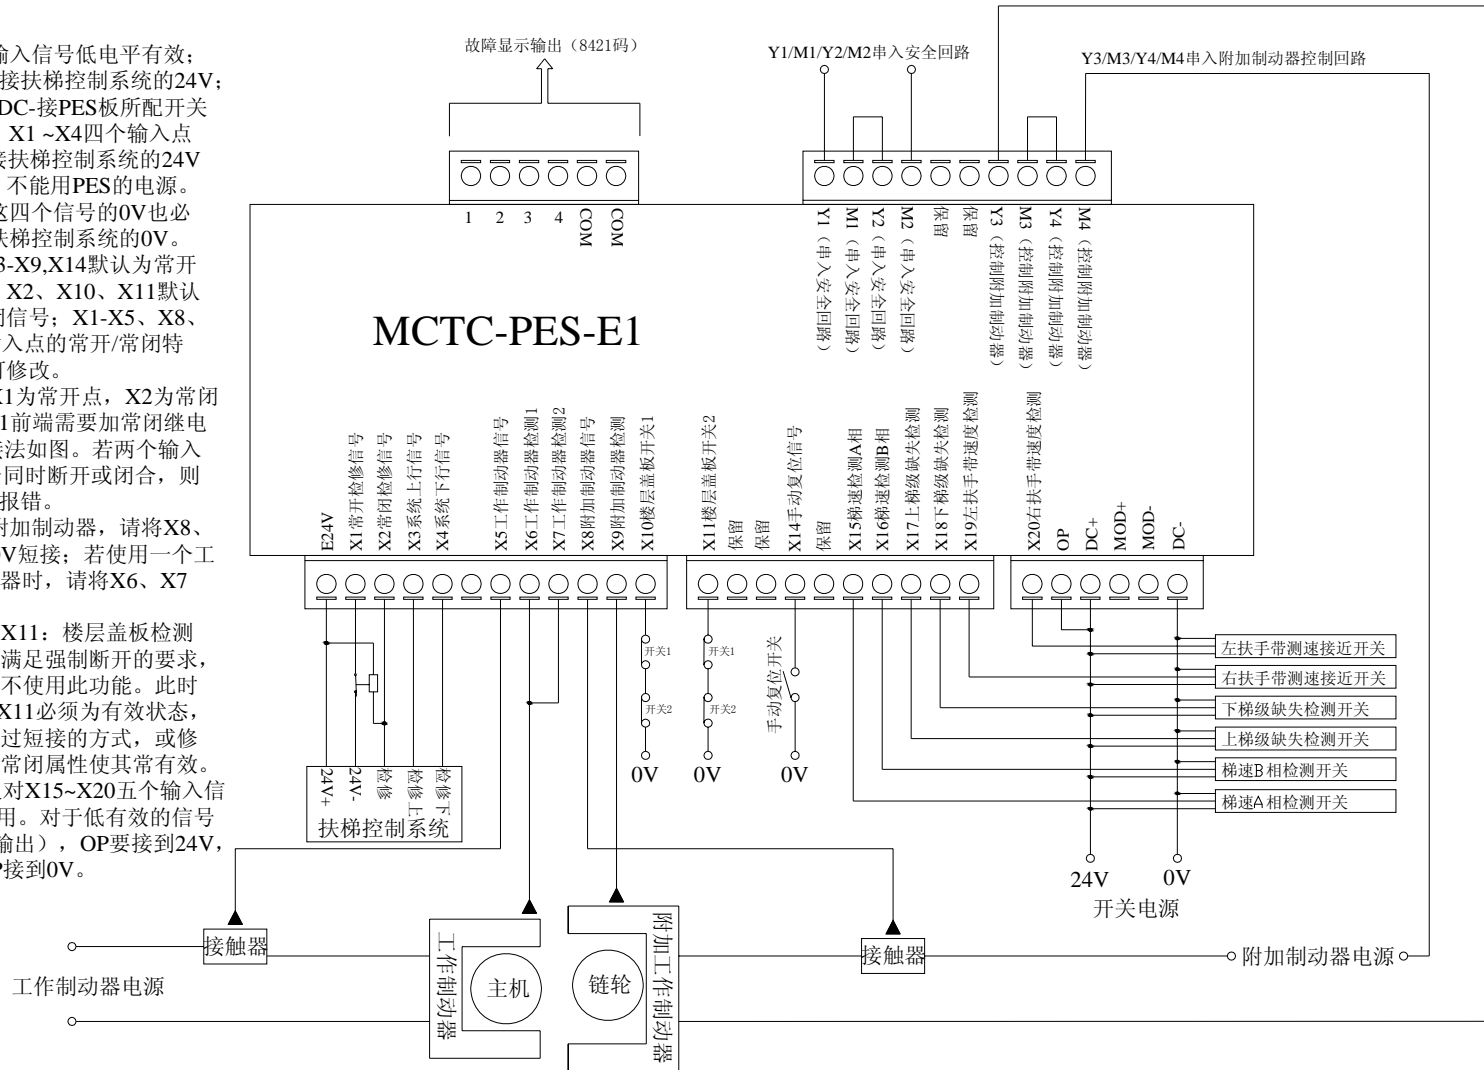 输入信号低电平有效；
接扶梯控制系统的24V；
DC-接PES板所配开关
X1 ~X4四个输入点
接扶梯控制系统的24V
不能用PES的电源。
这四个信号的0V也必
扶梯控制系统的0V。
3-X9,X14默认为常开
X2、X10、X11默认
闭信号；X1-X5、X8、
入点的常开/常闭特
可修改。
X1为常开点，X2为常闭
1前端需要加常闭继电
接法如图。若两个输入
同时断开或闭合，则
报错。
附加制动器，请将X8、
0V短接；若使用一个工
器时，请将X6、X7
X11：楼层盖板检测
满足强制断开的要求，
不使用此功能。此时
X11必须为有效状态，
过短接的方式，或修
常闭属性使其常有效。
对X15~X20五个输入信
用。对于低有效的信号
输出），OP要接到24V，
P接到0V。
故障显示输出（8421码）
Y1/M1/Y2/M2串入安全回路
Y3/M3/Y4/M4串入附加制动器控制回路
1
2
3
4
COM
COM
Y1（串入安全回路）
M1（串入安全回路）
Y2（串入安全回路）
M2（串入安全回路）
保留
保留
Y3（控制附加制动器）
M3（控制附加制动器）
Y4（控制附加制动器）
M4（控制附加制动器）
MCTC-PES-E1
E24V
X1常开检修信号
X2常闭检修信号
X3系统上行信号
X4系统下行信号
X5工作制动器信号
X6工作制动器检测1
X7工作制动器检测2
X8附加制动器信号
X9附加制动器检测
X10楼层盖板开关1
X11楼层盖板开关2
保留
保留
X14手动复位信号
保留
X15梯速检测A相
X16梯速检测B相
X17上梯级缺失检测
X18下梯级缺失检测
X19左扶手带速度检测
X20右扶手带速度检测
OP
DC+
MOD+
MOD-
DC-
开关1
开关2
0V
开关1
开关2
0V
手动复位开关
0V
左扶手带测速接近开关
右扶手带测速接近开关
下梯级缺失检测开关
上梯级缺失检测开关
梯速B相检测开关
梯速A相检测开关
24V+
24V-
检修
检修上
检修下
扶梯控制系统
24V
0V
开关电源
接触器
工作制动器电源
工作制动器
主机
链轮
附加工作制动器
接触器
附加制动器电源